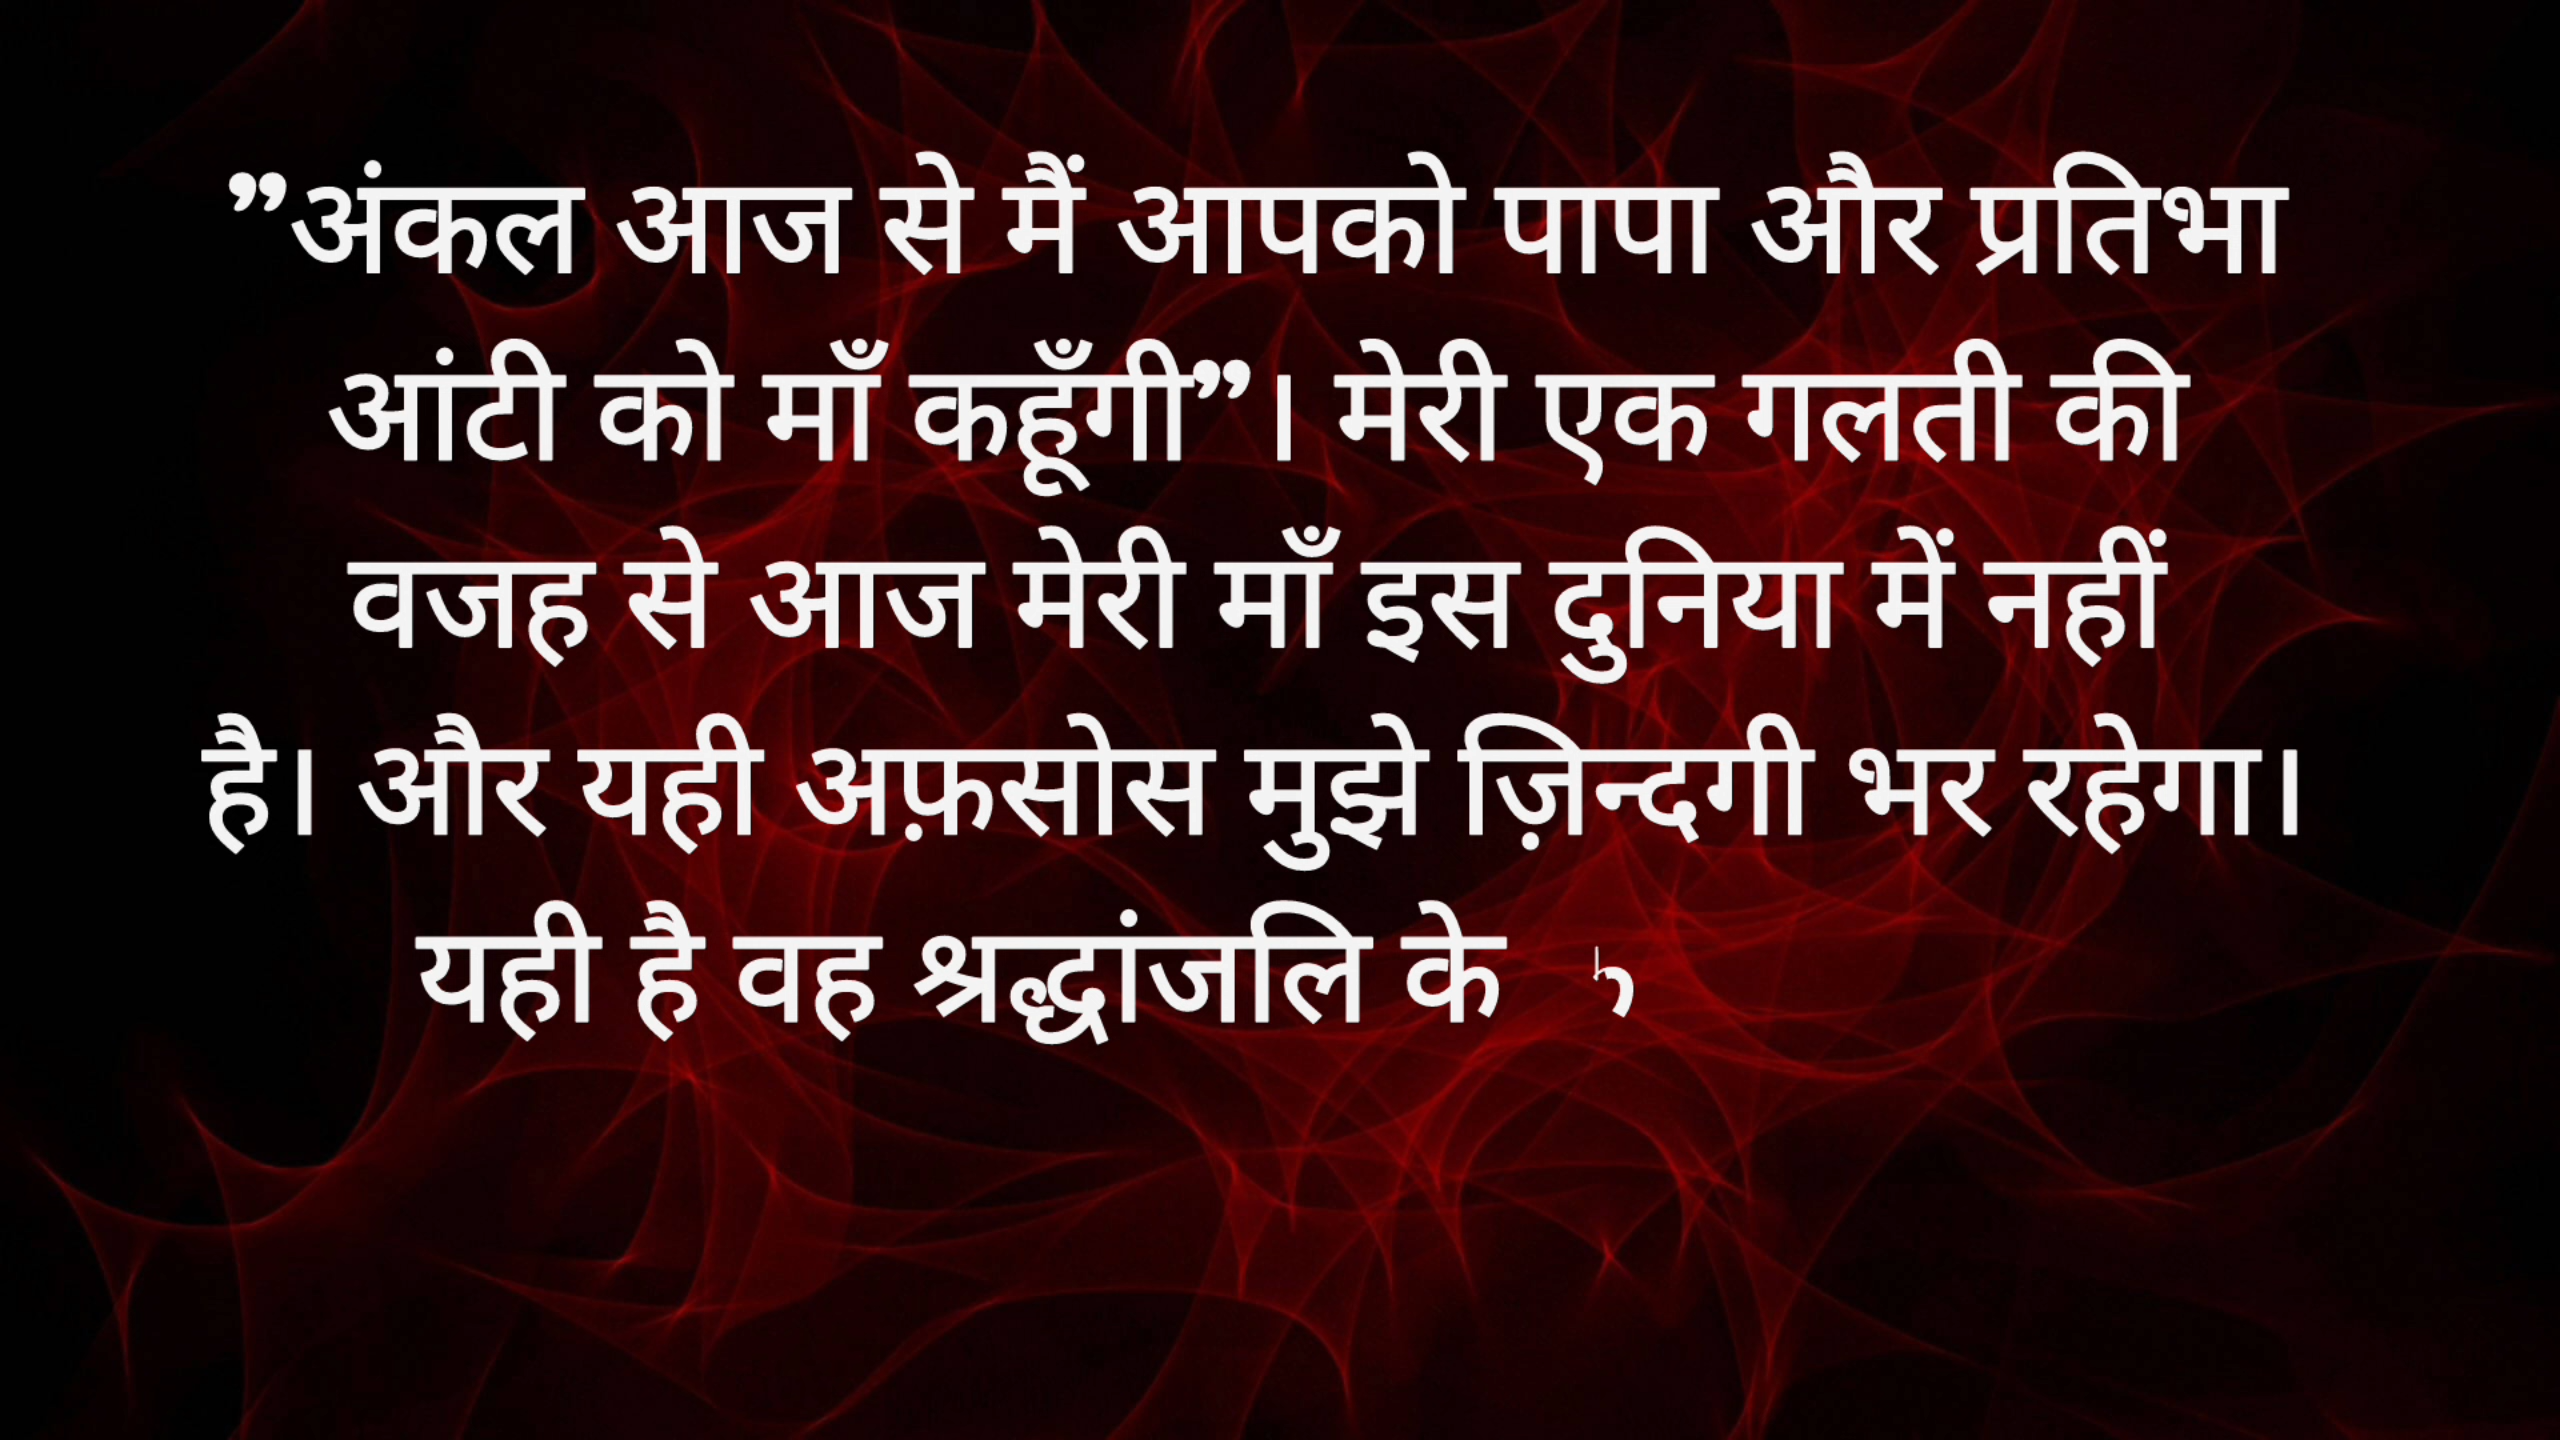 ”अंकल आज से मैं आपको पापा और प्रतिभा
आंटी को माँ कहूँगी”। मेरी एक गलती की
वजह से आज मेरी माँ इस दुनिया में नहीं
है। और यही अफ़सोस मुझे ज़िन्दगी भर रहेगा।
यही है वह श्रद्धांजलि के